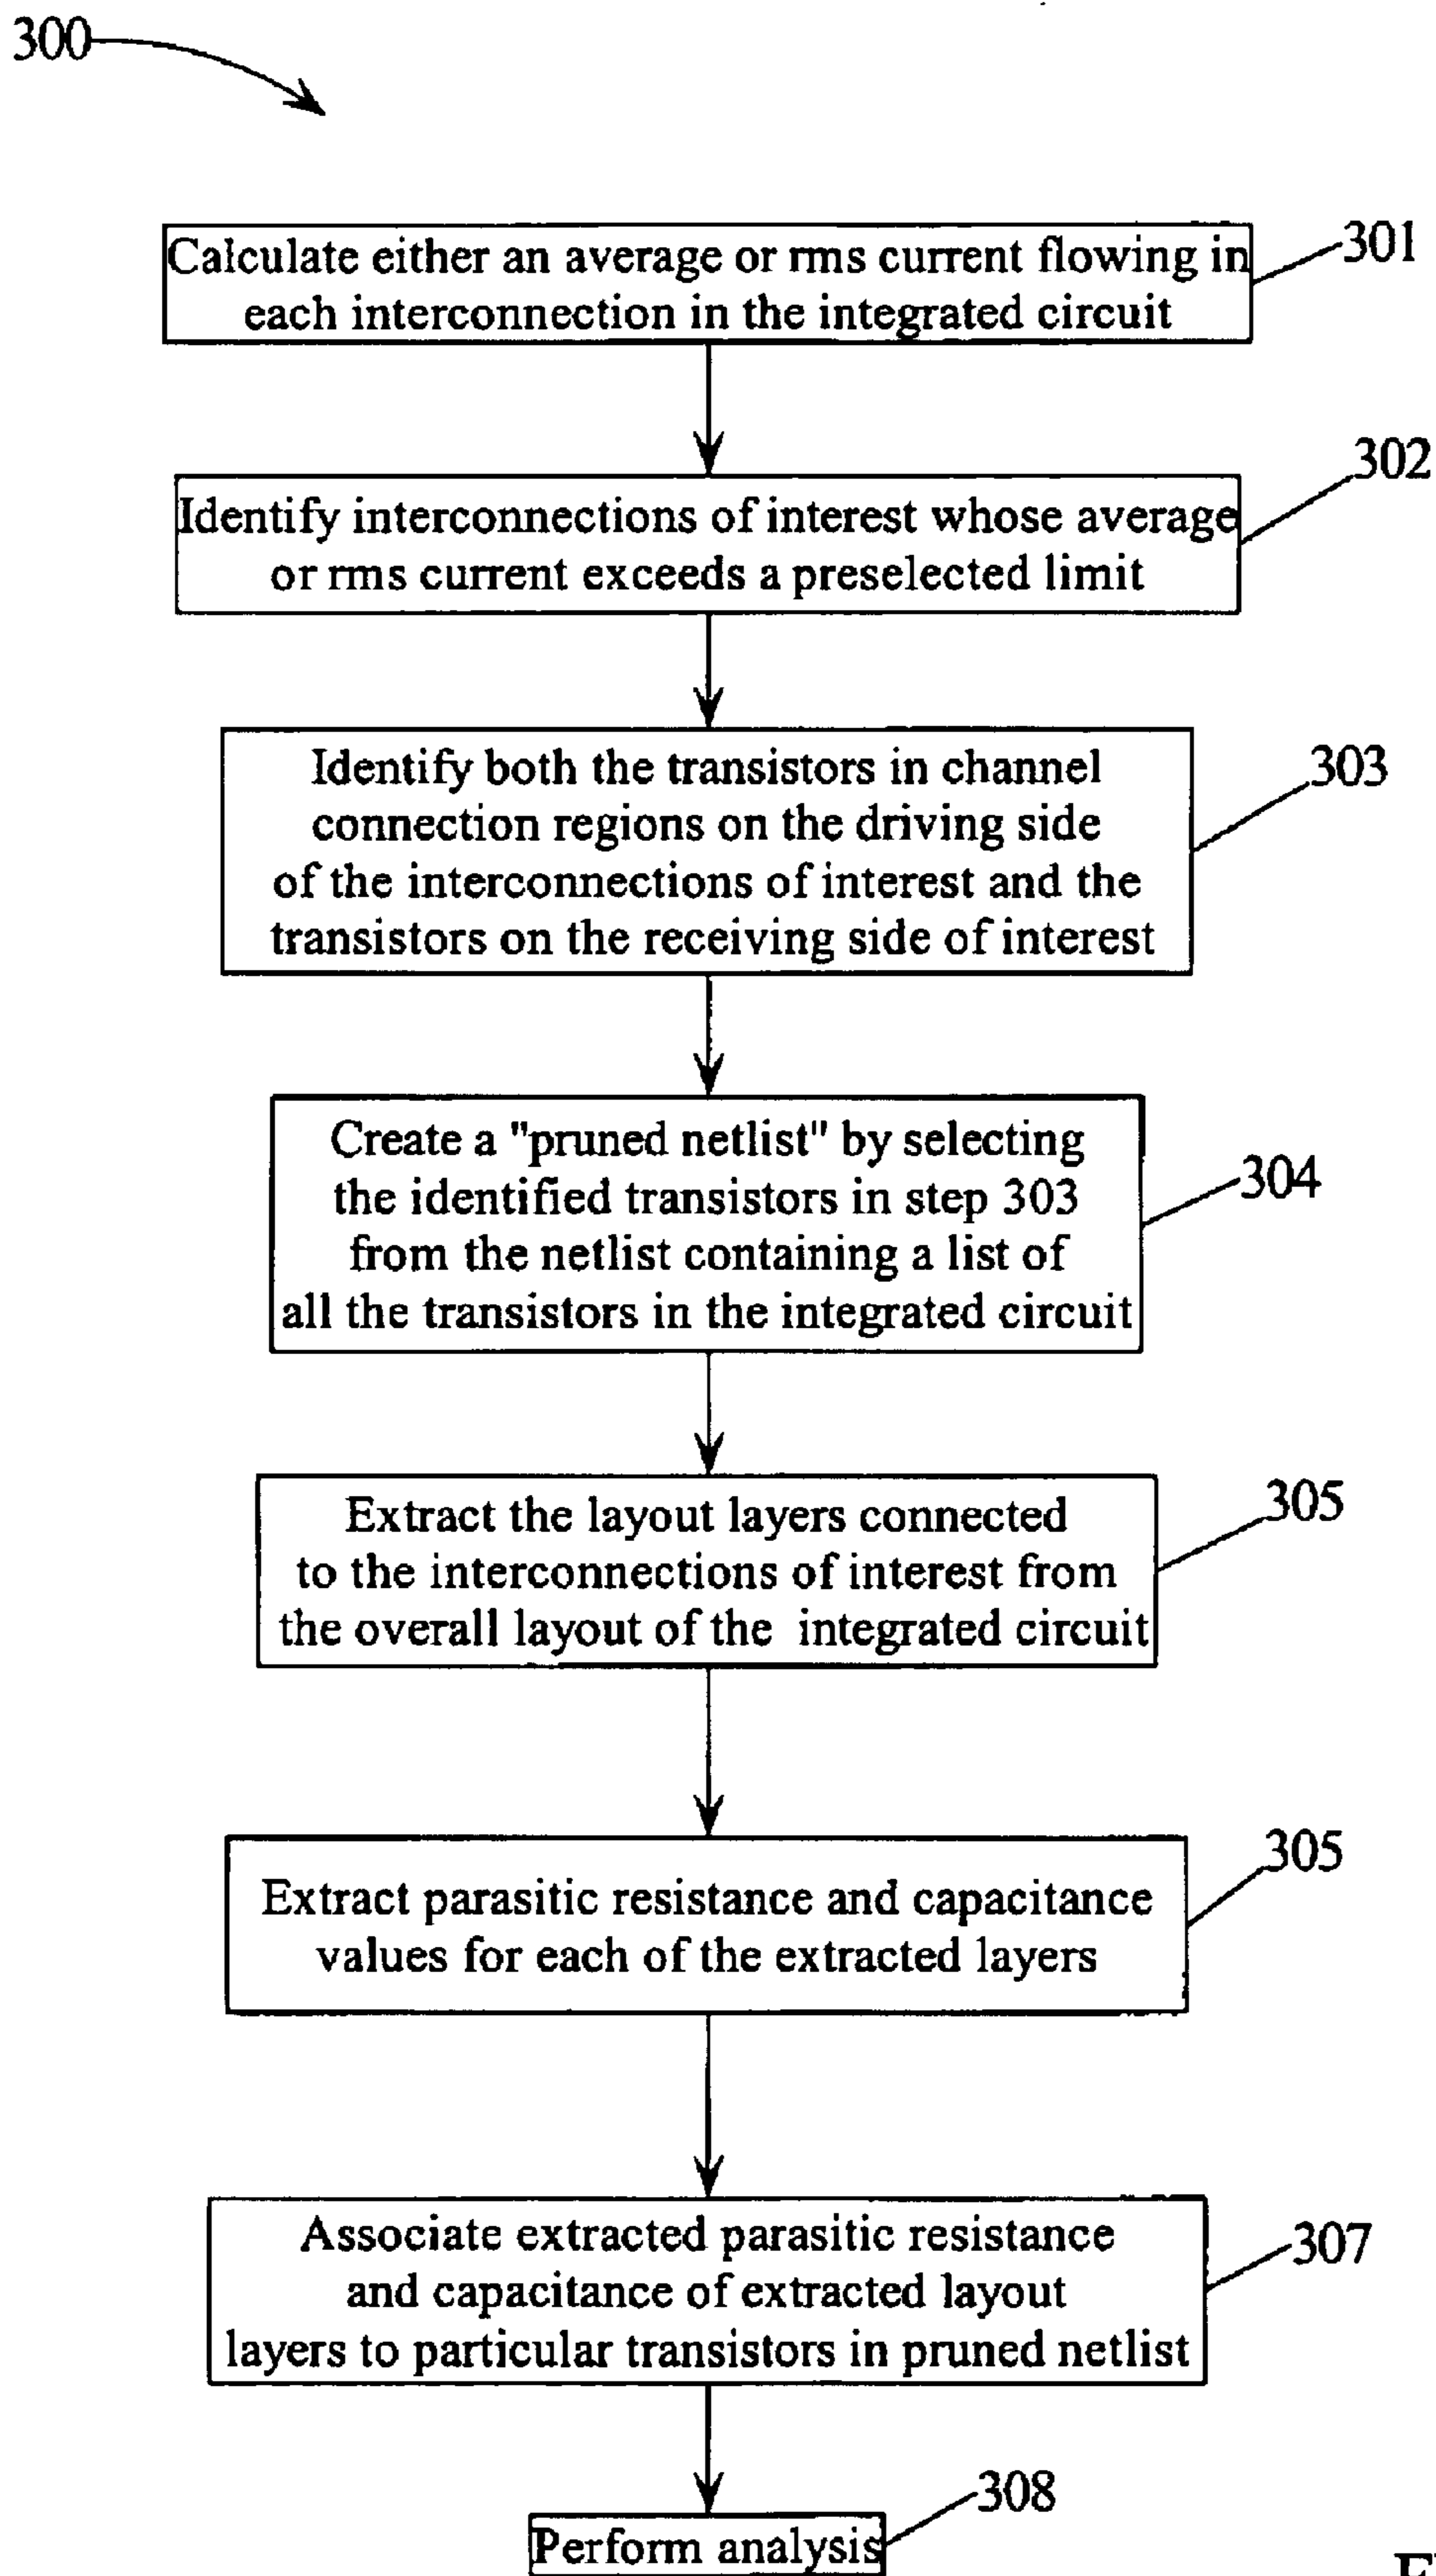 300
Calculate either an average or rms current flowing in
each interconnection in the integrated circuit
301
Identify interconnections of interest whose average
or rms current exceeds a preselected limit
302
Identify both the transistors in channel
connection regions on the driving side
of the interconnections of interest and the
transistors on the receiving side of interest
303
Create a "pruned netlist" by selecting
the identified transistors in step 303
from the netlist containing a list of
all the transistors in the integrated circuit
304
Extract the layout layers connected
to the interconnections of interest from
the overall layout of the integrated circuit
305
Extract parasitic resistance and capacitance
values for each of the extracted layers
305
Associate extracted parasitic resistance
and capacitance of extracted layout
layers to particular transistors in pruned netlist
307
Perform analysis
308